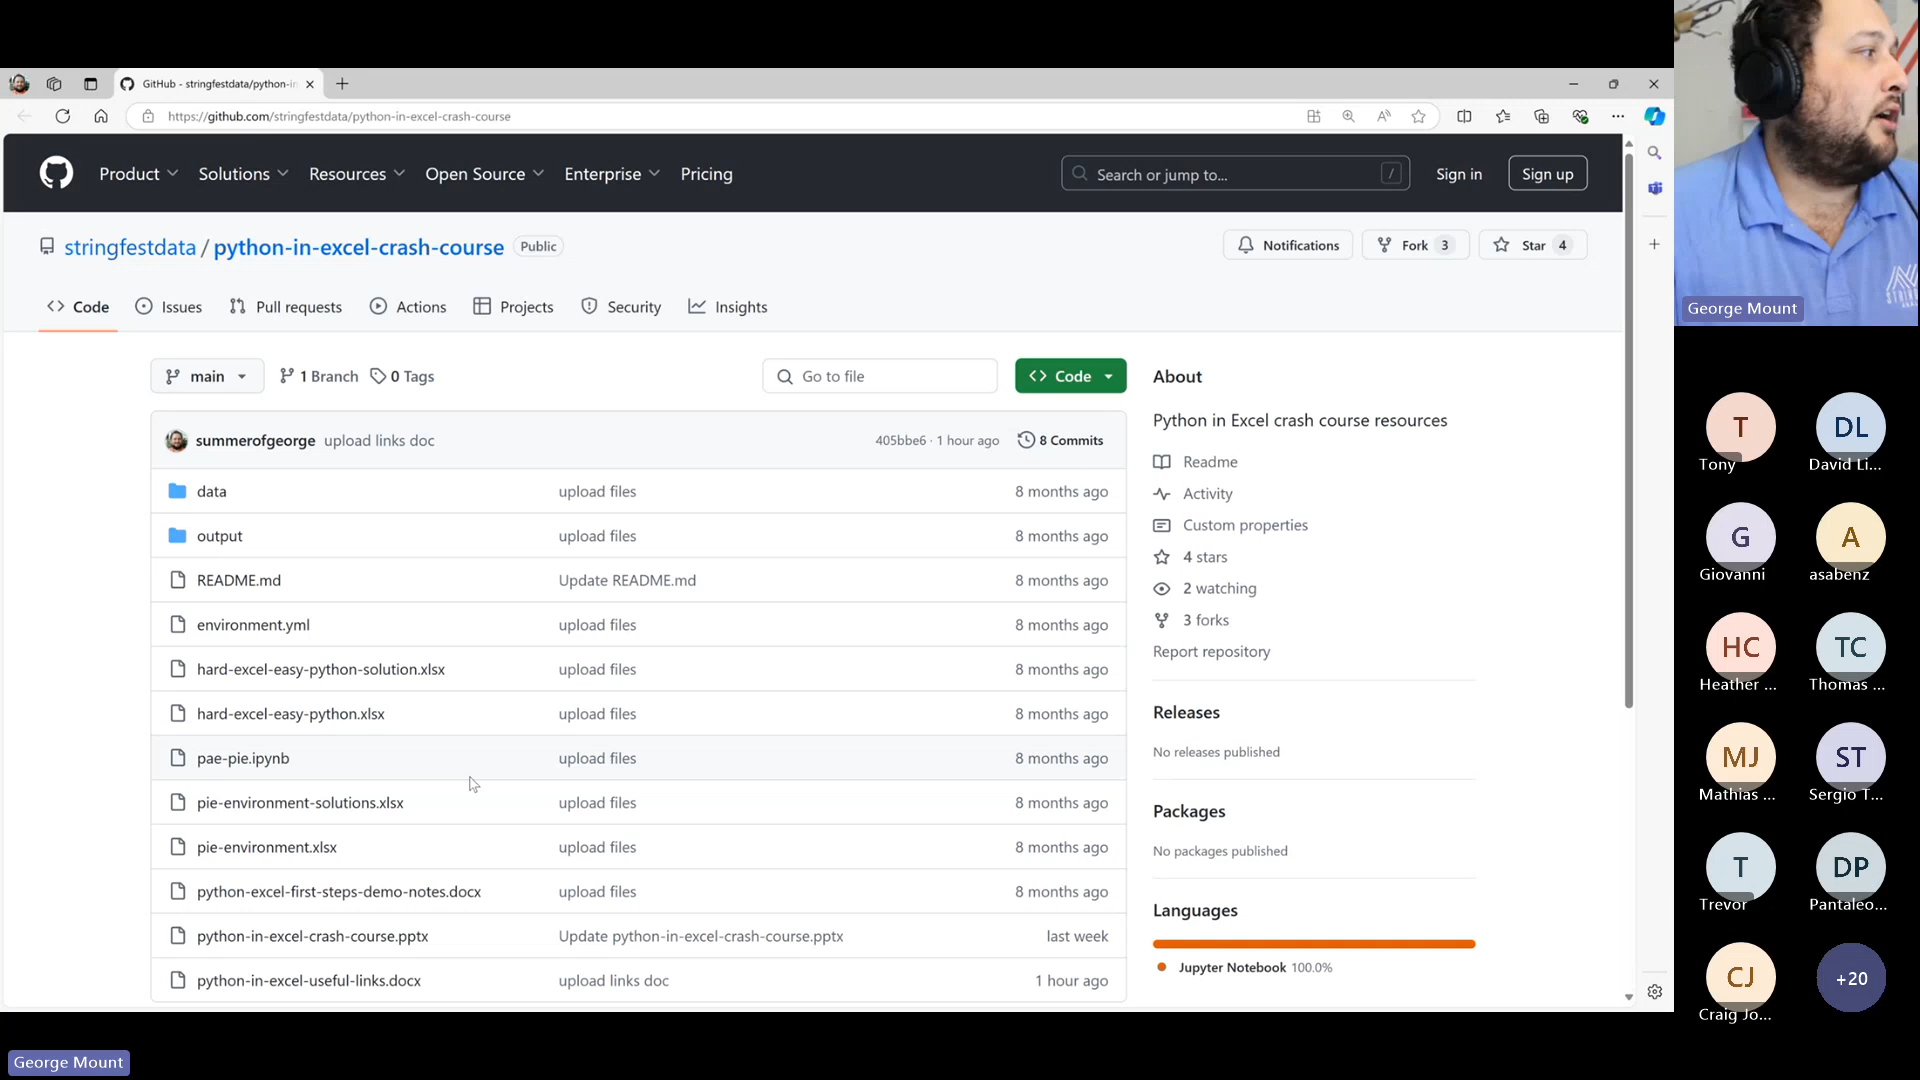 GitHub - stringfestdata/python-in
https://github.com/stringfestdata/python-in-excel-crash-course
Product
Solutions
Resources
Open Source
Enterprise
Pricing
Search or jump to...
/
Sign in
Sign up
stringfestdata / python-in-excel-crash-course
Public
Notifications
Fork 3
Star 4
Code
Issues
Pull requests
Actions
Projects
Security
Insights
main
1 Branch
0 Tags
Go to file
Code
summerofgeorge upload links doc 405bbe6 · 1 hour ago 8 Commits
data upload files 8 months ago
output upload files 8 months ago
README.md Update README.md 8 months ago
environment.yml upload files 8 months ago
hard-excel-easy-python-solution.xlsx upload files 8 months ago
hard-excel-easy-python.xlsx upload files 8 months ago
pae-pie.ipynb upload files 8 months ago
pie-environment-solutions.xlsx upload files 8 months ago
pie-environment.xlsx upload files 8 months ago
python-excel-first-steps-demo-notes.docx upload files 8 months ago
python-in-excel-crash-course.pptx Update python-in-excel-crash-course.pptx last week
python-in-excel-useful-links.docx upload links doc 1 hour ago
About
Python in Excel crash course resources
Readme
Activity
Custom properties
4 stars
2 watching
3 forks
Report repository
Releases
No releases published
Packages
No packages published
Languages
Jupyter Notebook 100.0%
George Mount
T
Tony
DL
David Li...
G
Giovanni
A
asabenz
HC
Heather ...
TC
Thomas ...
MJ
Mathias ...
ST
Sergio T...
T
Trevor
DP
Pantaleo...
CJ
Craig Jo...
+20
George Mount